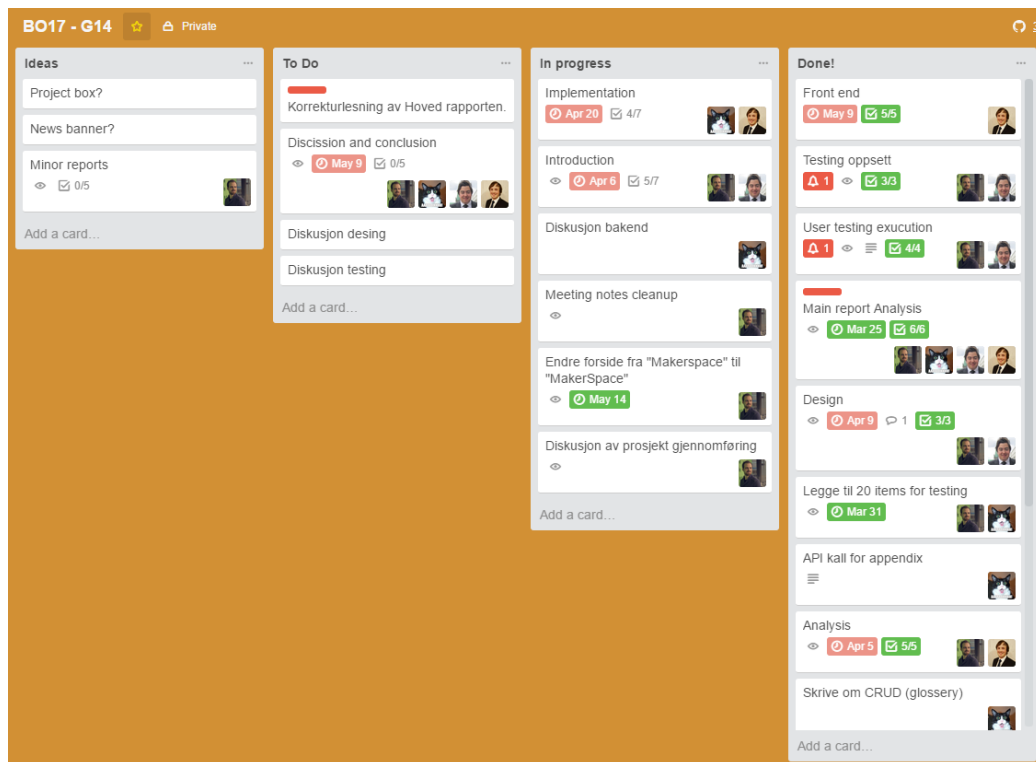 BO17 - G14
Private
Ideas
Project box?
News banner?
Minor reports
0/5
Add a card...
To Do
Korrekturlesning av Hoved rapporten.
Discission and conclusion
May 9 0/5
Diskusjon desing
Diskusjon testing
Add a card...
In progress
Implementation
Apr 20 4/7
Introduction
Apr 6 5/7
Diskusjon bakend
Meeting notes cleanup
Endre forside fra "Makerspace" til
"MakerSpace"
May 14
Diskusjon av prosjekt gjennomføring
Add a card...
Done!
Front end
May 9 5/5
Testing oppsett
1 3/3
User testing exucution
1 4/4
Main report Analysis
Mar 25 6/6
Design
Apr 9 1 3/3
Legge til 20 items for testing
Mar 31
API kall for appendix
Analysis
Apr 5 5/5
Skrive om CRUD (glossery)
Add a card...